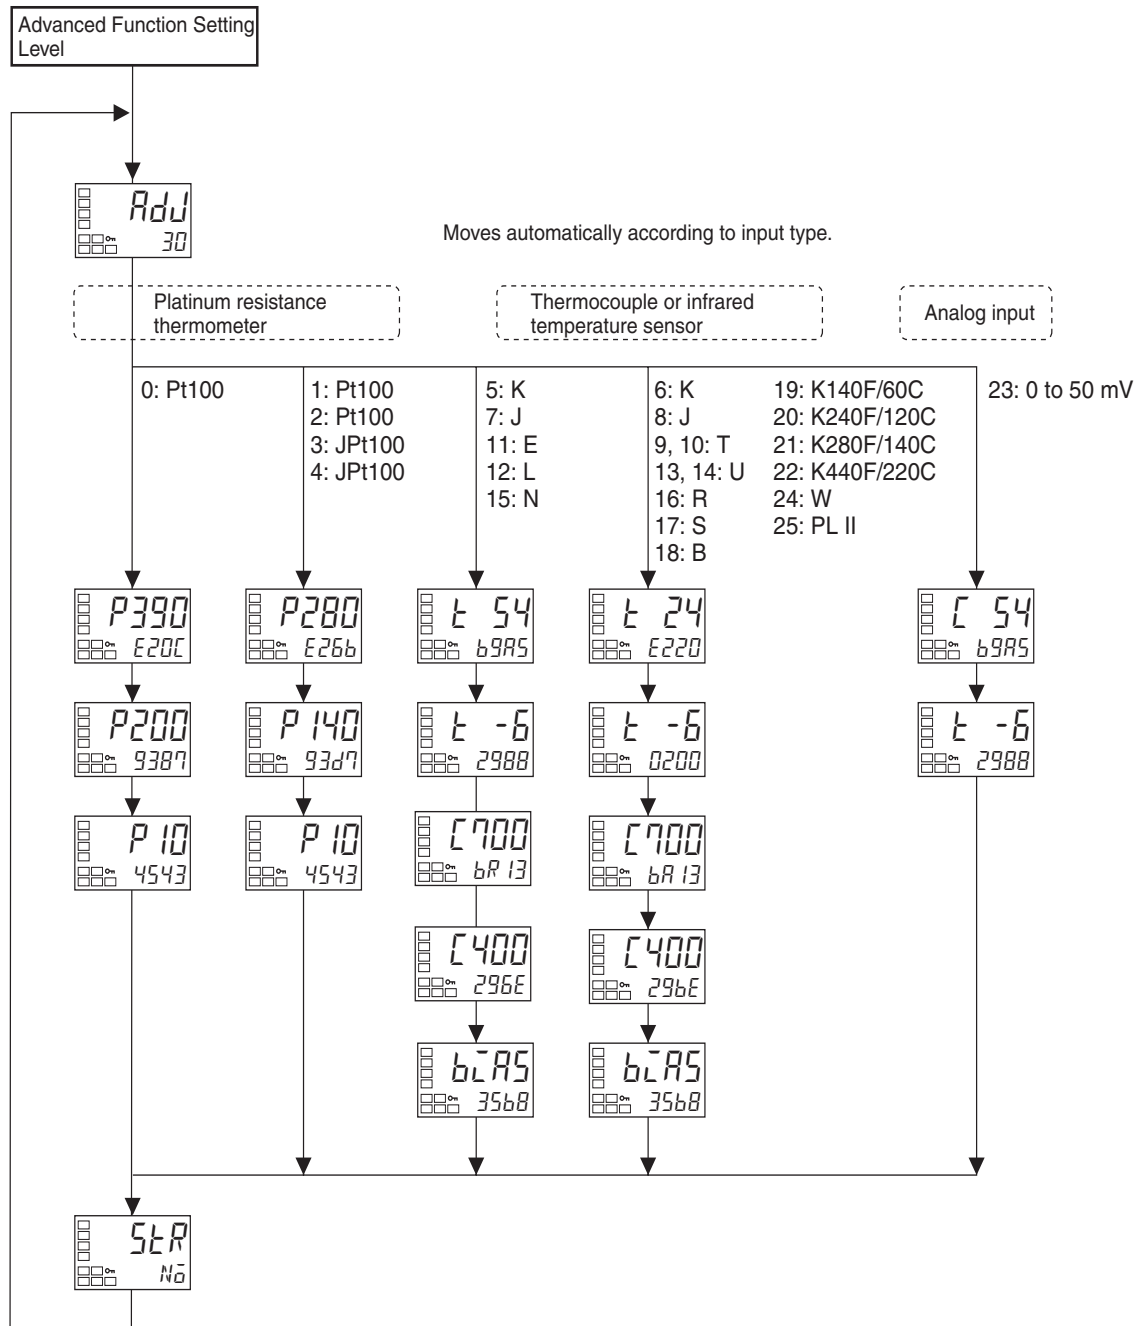 Advanced Function Setting
Level
AdJ
30
Moves automatically according to input type.
Platinum resistance
thermometer
Thermocouple or infrared
temperature sensor
Analog input
0: Pt100
1: Pt100
2: Pt100
3: JPt100
4: JPt100
5: K
7: J
11: E
12: L
15: N
6: K
8: J
9, 10: T
13, 14: U
16: R
17: S
18: B
19: K140F/60C
20: K240F/120C
21: K280F/140C
22: K440F/220C
24: W
25: PL II
23: 0 to 50 mV
P390
E20C
P280
E26b
t 54
b9A5
t 24
E220
C 54
b9A5
P200
9387
P 140
93d7
t -6
2988
t -6
0200
t -6
2988
P 10
4543
P 10
4543
C700
bR13
C700
bA13
C400
296E
C400
29bE
biAS
35b8
biAS
35b8
StR
No